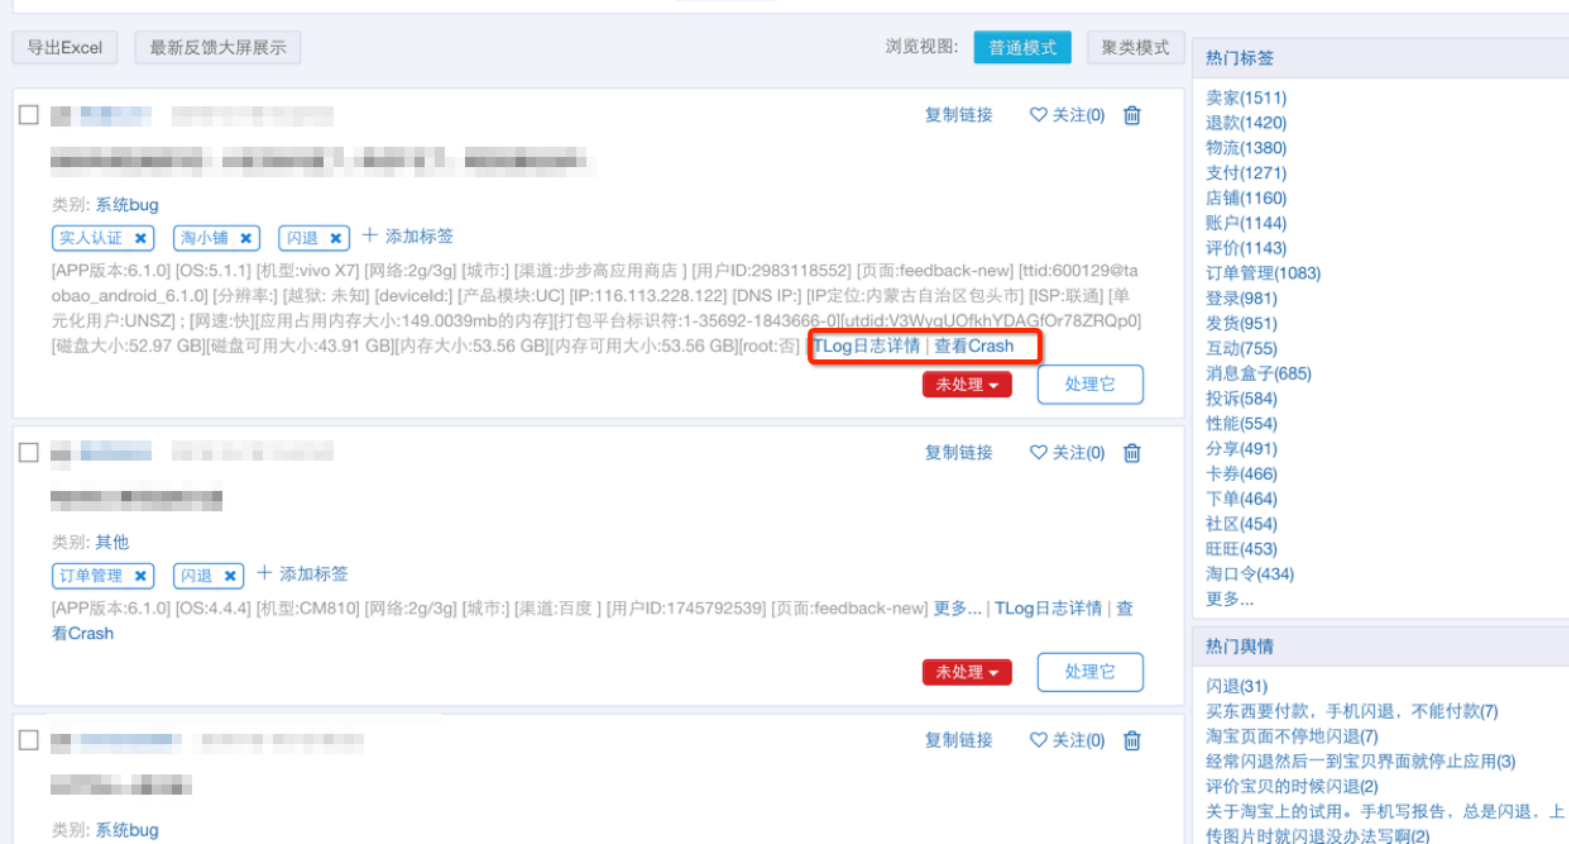 导出Excel
最新反馈大屏展示
浏览视图:
普通模式
聚类模式
复制链接
关注(0)
类别: 系统bug
实人认证 ✖
淘小铺 ✖
闪退 ✖
+ 添加标签
[APP版本:6.1.0] [OS:5.1.1] [机型:vivo X7] [网络:2g/3g] [城市:] [渠道:步步高应用商店 ] [用户ID:2983118552] [页面:feedback-new] [ttid:600129@ta
obao_android_6.1.0] [分辨率:] [越狱: 未知] [deviceId:] [产品模块:UC] [IP:116.113.228.122] [DNS IP:] [IP定位:内蒙古自治区包头市] [ISP:联通] [单
元化用户:UNSZ] ; [网速:快][应用占用内存大小:149.0039mb的内存][打包平台标识符:1-35692-1843666-0][utdid:V3WyqUOfkhYDAGfOr78ZRQp0]
[磁盘大小:52.97 GB][磁盘可用大小:43.91 GB][内存大小:53.56 GB][内存可用大小:53.56 GB][root:否] | TLog日志详情 | 查看Crash
未处理
处理它
复制链接
关注(0)
类别: 其他
订单管理 ✖
闪退 ✖
+ 添加标签
[APP版本:6.1.0] [OS:4.4.4] [机型:CM810] [网络:2g/3g] [城市:] [渠道:百度 ] [用户ID:1745792539] [页面:feedback-new] 更多... | TLog日志详情 | 查
看Crash
未处理
处理它
复制链接
关注(0)
类别: 系统bug
热门标签
卖家(1511)
退款(1420)
物流(1380)
支付(1271)
店铺(1160)
账户(1144)
评价(1143)
订单管理(1083)
登录(981)
发货(951)
互动(755)
消息盒子(685)
投诉(584)
性能(554)
分享(491)
卡券(466)
下单(464)
社区(454)
旺旺(453)
淘口令(434)
更多...
热门舆情
闪退(31)
买东西要付款，手机闪退，不能付款(7)
淘宝页面不停地闪退(7)
经常闪退然后一到宝贝界面就停止应用(3)
评价宝贝的时候闪退(2)
关于淘宝上的试用。手机写报告，总是闪退，上
传图片时就闪退没办法写啊(2)